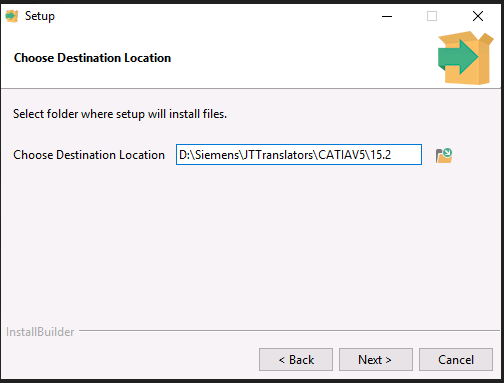 Setup
Choose Destination Location
Select folder where setup will install files.
Choose Destination Location D:\Siemens\JTTranslators\CATIAV5\15.2
InstallBuilder
< Back Next > Cancel